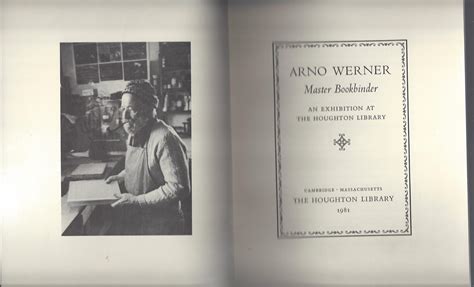 ARNO WERNER
Master Bookbinder
AN EXHIBITION AT
THE HOUGHTON LIBRARY
CAMBRIDGE · MASSACHUSETTS
THE HOUGHTON LIBRARY
1981